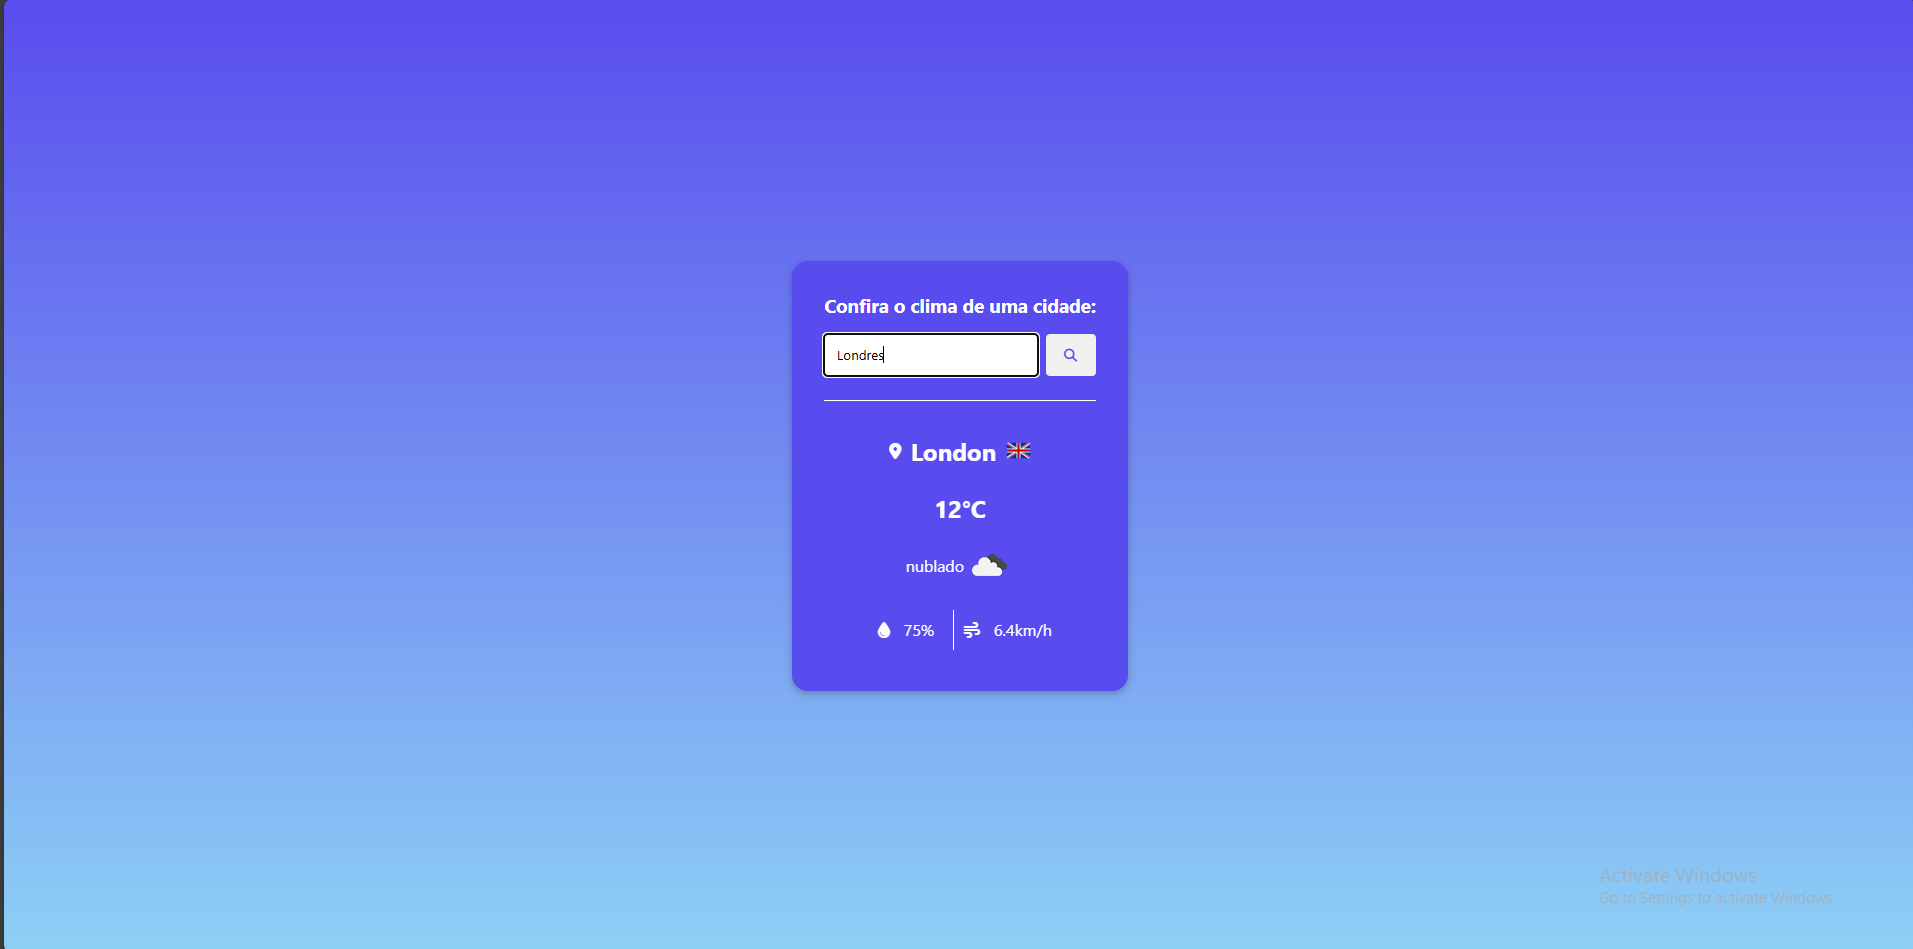 Confira o clima de uma cidade:
Londres
London
12°C
nublado
75% 6.4km/h
Activate Windows
Go to Settings to activate Windows.